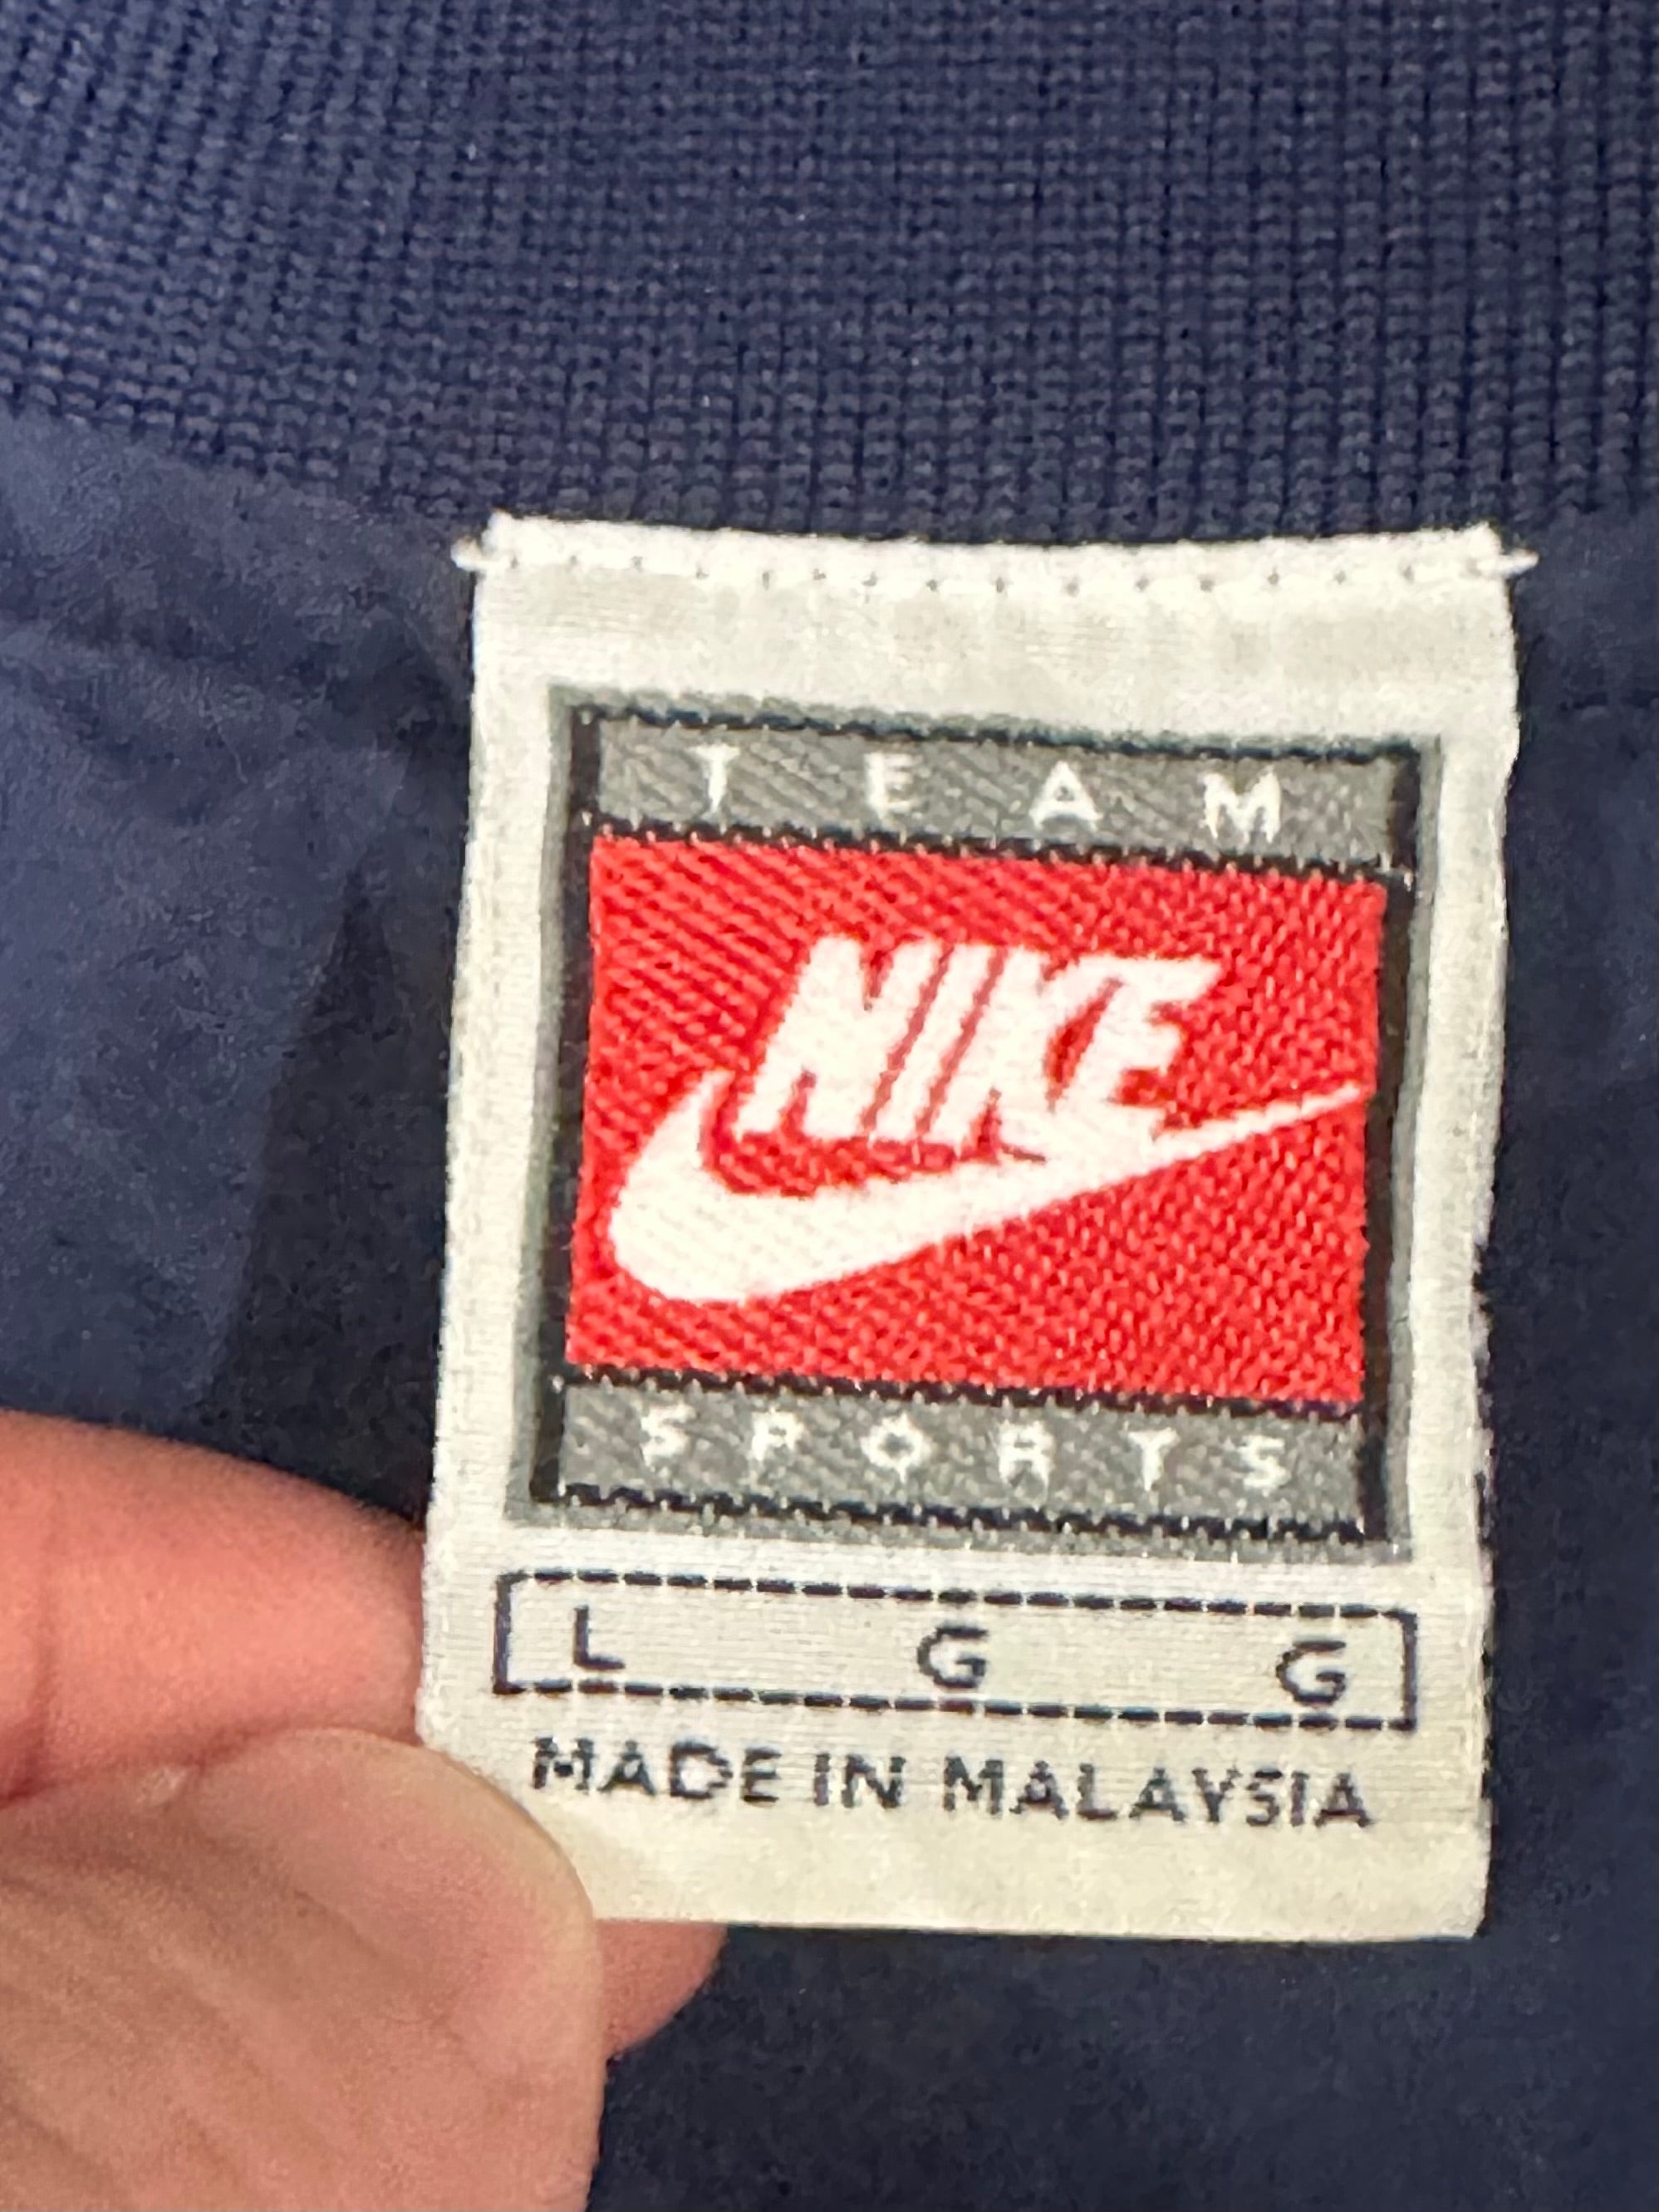 TEAM
NIKE
SPORTS
L G G
MADE IN MALAYSIA